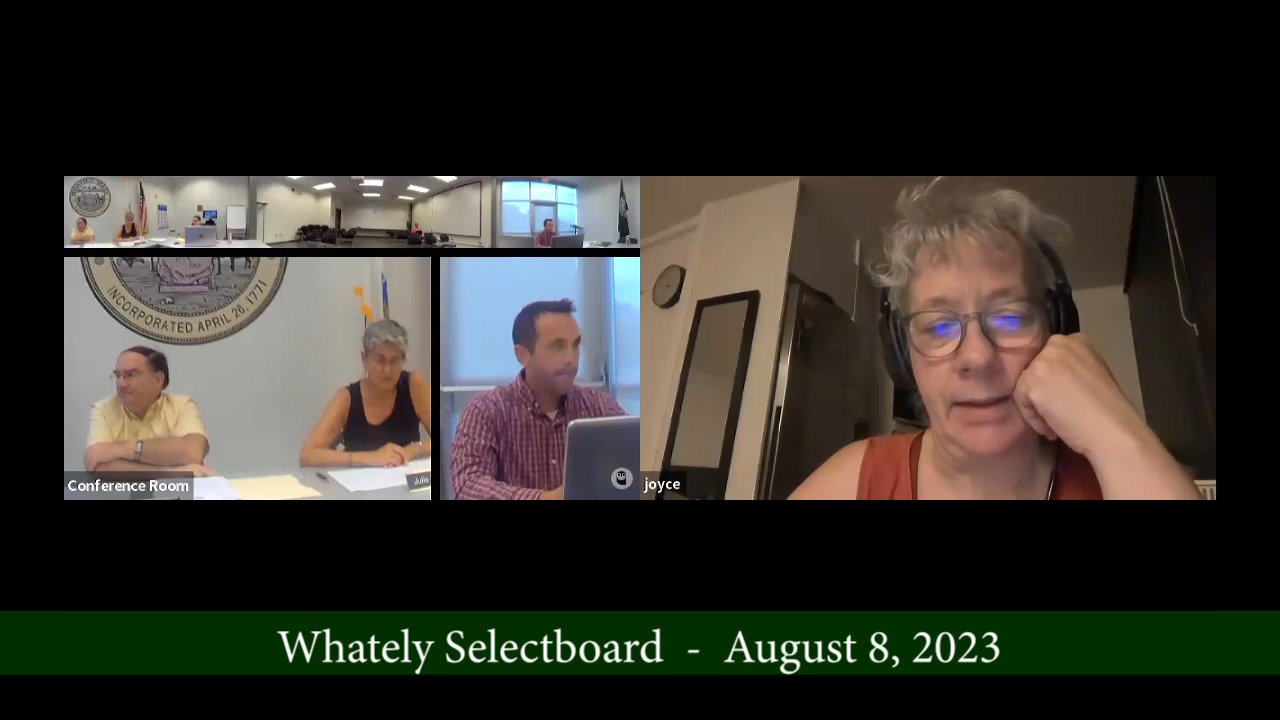 INCORPORATED APRIL 26, 1771
Conference Room
Julie
joyce
Whately Selectboard - August 8, 2023